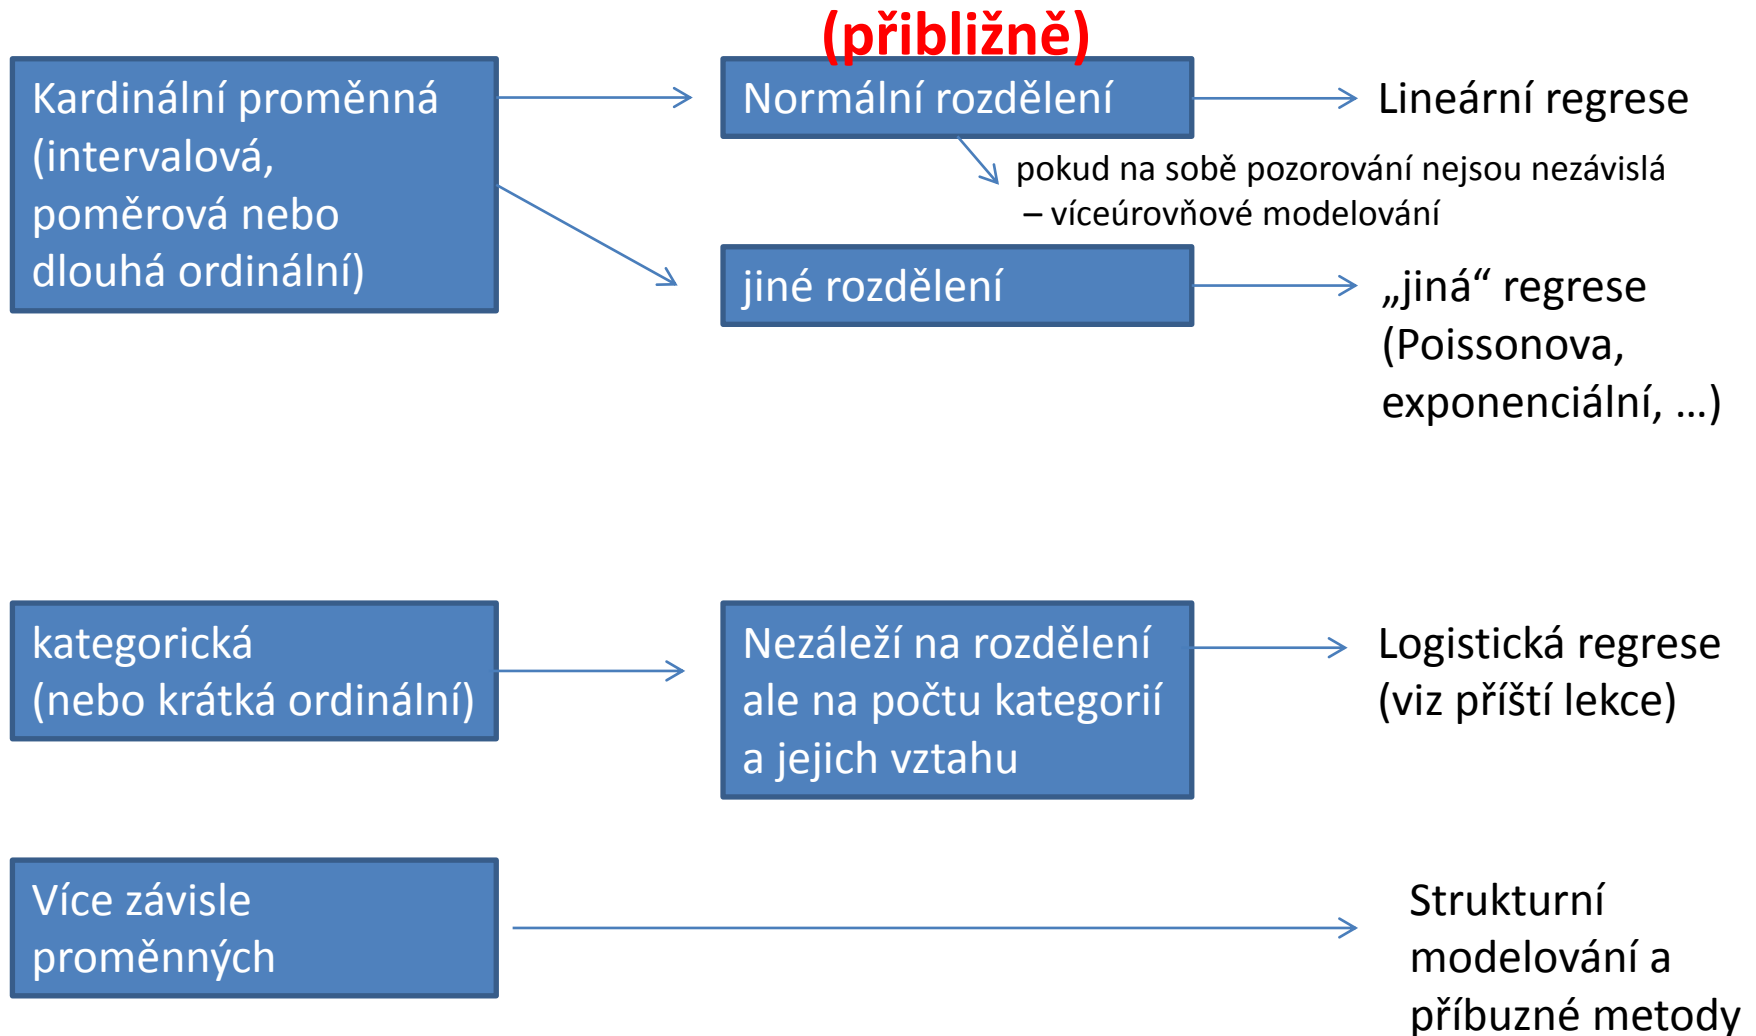 (přibližně)
Kardinální proměnná
(intervalová,
poměrová nebo
dlouhá ordinální)
Normální rozdělení
Lineární regrese
pokud na sobě pozorování nejsou nezávislá
– víceúrovňové modelování
jiné rozdělení
„jiná“ regrese
(Poissonova,
exponenciální, …)
kategorická
(nebo krátká ordinální)
Nezáleží na rozdělení
ale na počtu kategorií
a jejich vztahu
Logistická regrese
(viz příští lekce)
Více závisle
proměnných
Strukturní
modelování a
příbuzné metody